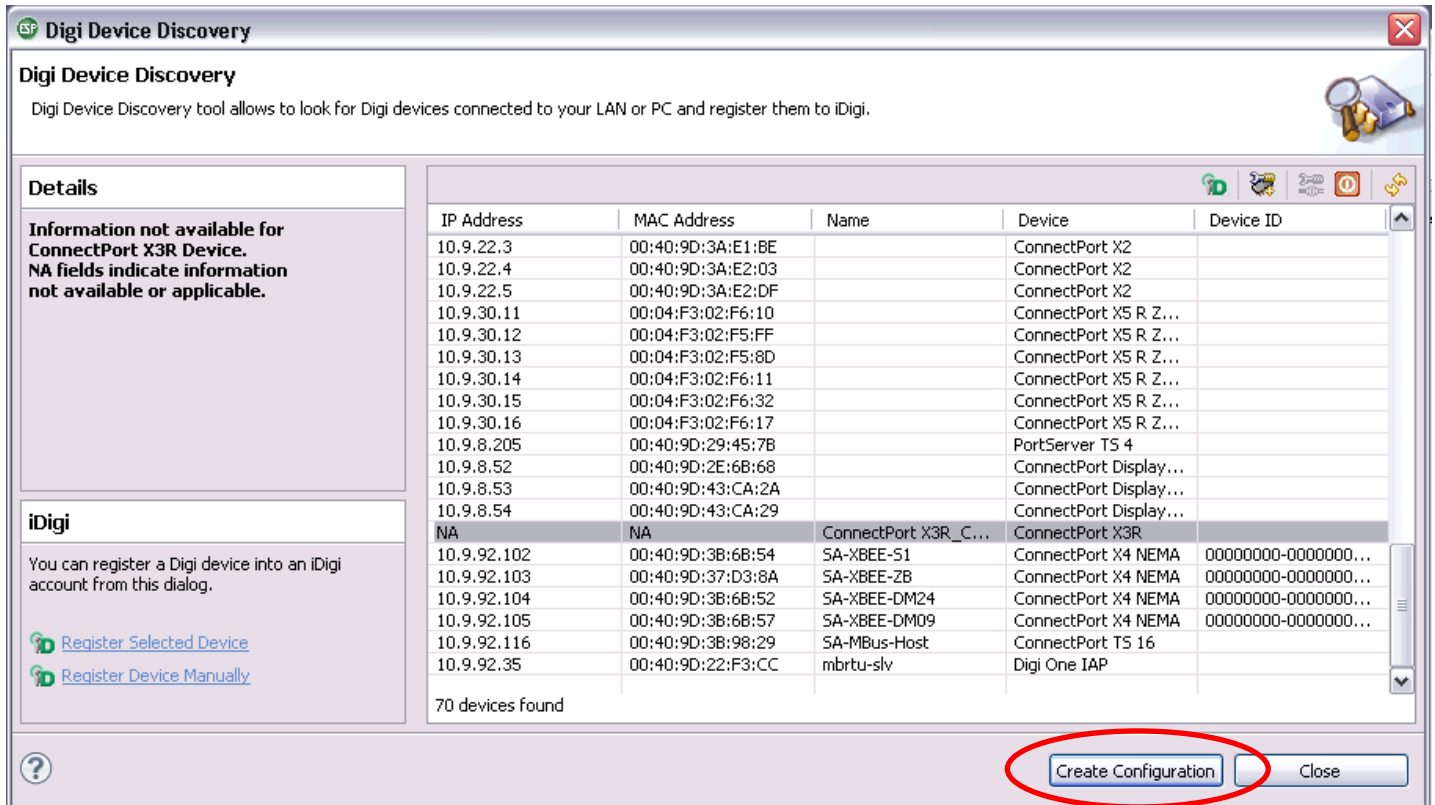 ESP Digi Device Discovery
Digi Device Discovery
Digi Device Discovery tool allows to look for Digi devices connected to your LAN or PC and register them to iDigi.
Details
Information not available for
ConnectPort X3R Device.
NA fields indicate information
not available or applicable.
iDigi
You can register a Digi device into an iDigi
account from this dialog.
Register Selected Device
Register Device Manually
IP Address MAC Address Name Device Device ID
10.9.22.3 00:40:9D:3A:E1:BE ConnectPort X2
10.9.22.4 00:40:9D:3A:E2:03 ConnectPort X2
10.9.22.5 00:40:9D:3A:E2:DF ConnectPort X2
10.9.30.11 00:04:F3:02:F6:10 ConnectPort X5 R Z...
10.9.30.12 00:04:F3:02:F5:FF ConnectPort X5 R Z...
10.9.30.13 00:04:F3:02:F5:8D ConnectPort X5 R Z...
10.9.30.14 00:04:F3:02:F6:11 ConnectPort X5 R Z...
10.9.30.15 00:04:F3:02:F6:32 ConnectPort X5 R Z...
10.9.30.16 00:04:F3:02:F6:17 ConnectPort X5 R Z...
10.9.8.205 00:40:9D:29:45:7B PortServer TS 4
10.9.8.52 00:40:9D:2E:6B:68 ConnectPort Display...
10.9.8.53 00:40:9D:43:CA:2A ConnectPort Display...
10.9.8.54 00:40:9D:43:CA:29 ConnectPort Display...
NA NA ConnectPort X3R_C... ConnectPort X3R
10.9.92.102 00:40:9D:3B:6B:54 SA-XBEE-S1 ConnectPort X4 NEMA 00000000-0000000...
10.9.92.103 00:40:9D:37:D3:8A SA-XBEE-ZB ConnectPort X4 NEMA 00000000-0000000...
10.9.92.104 00:40:9D:3B:6B:52 SA-XBEE-DM24 ConnectPort X4 NEMA 00000000-0000000...
10.9.92.105 00:40:9D:3B:6B:57 SA-XBEE-DM09 ConnectPort X4 NEMA 00000000-0000000...
10.9.92.116 00:40:9D:3B:98:29 SA-MBus-Host ConnectPort TS 16
10.9.92.35 00:40:9D:22:F3:CC mbrtu-slv Digi One IAP
70 devices found
? Create Configuration Close